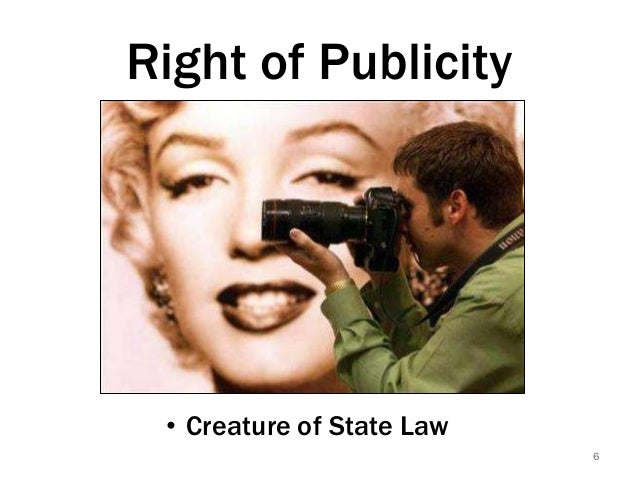 Right of Publicity
• Creature of State Law
6